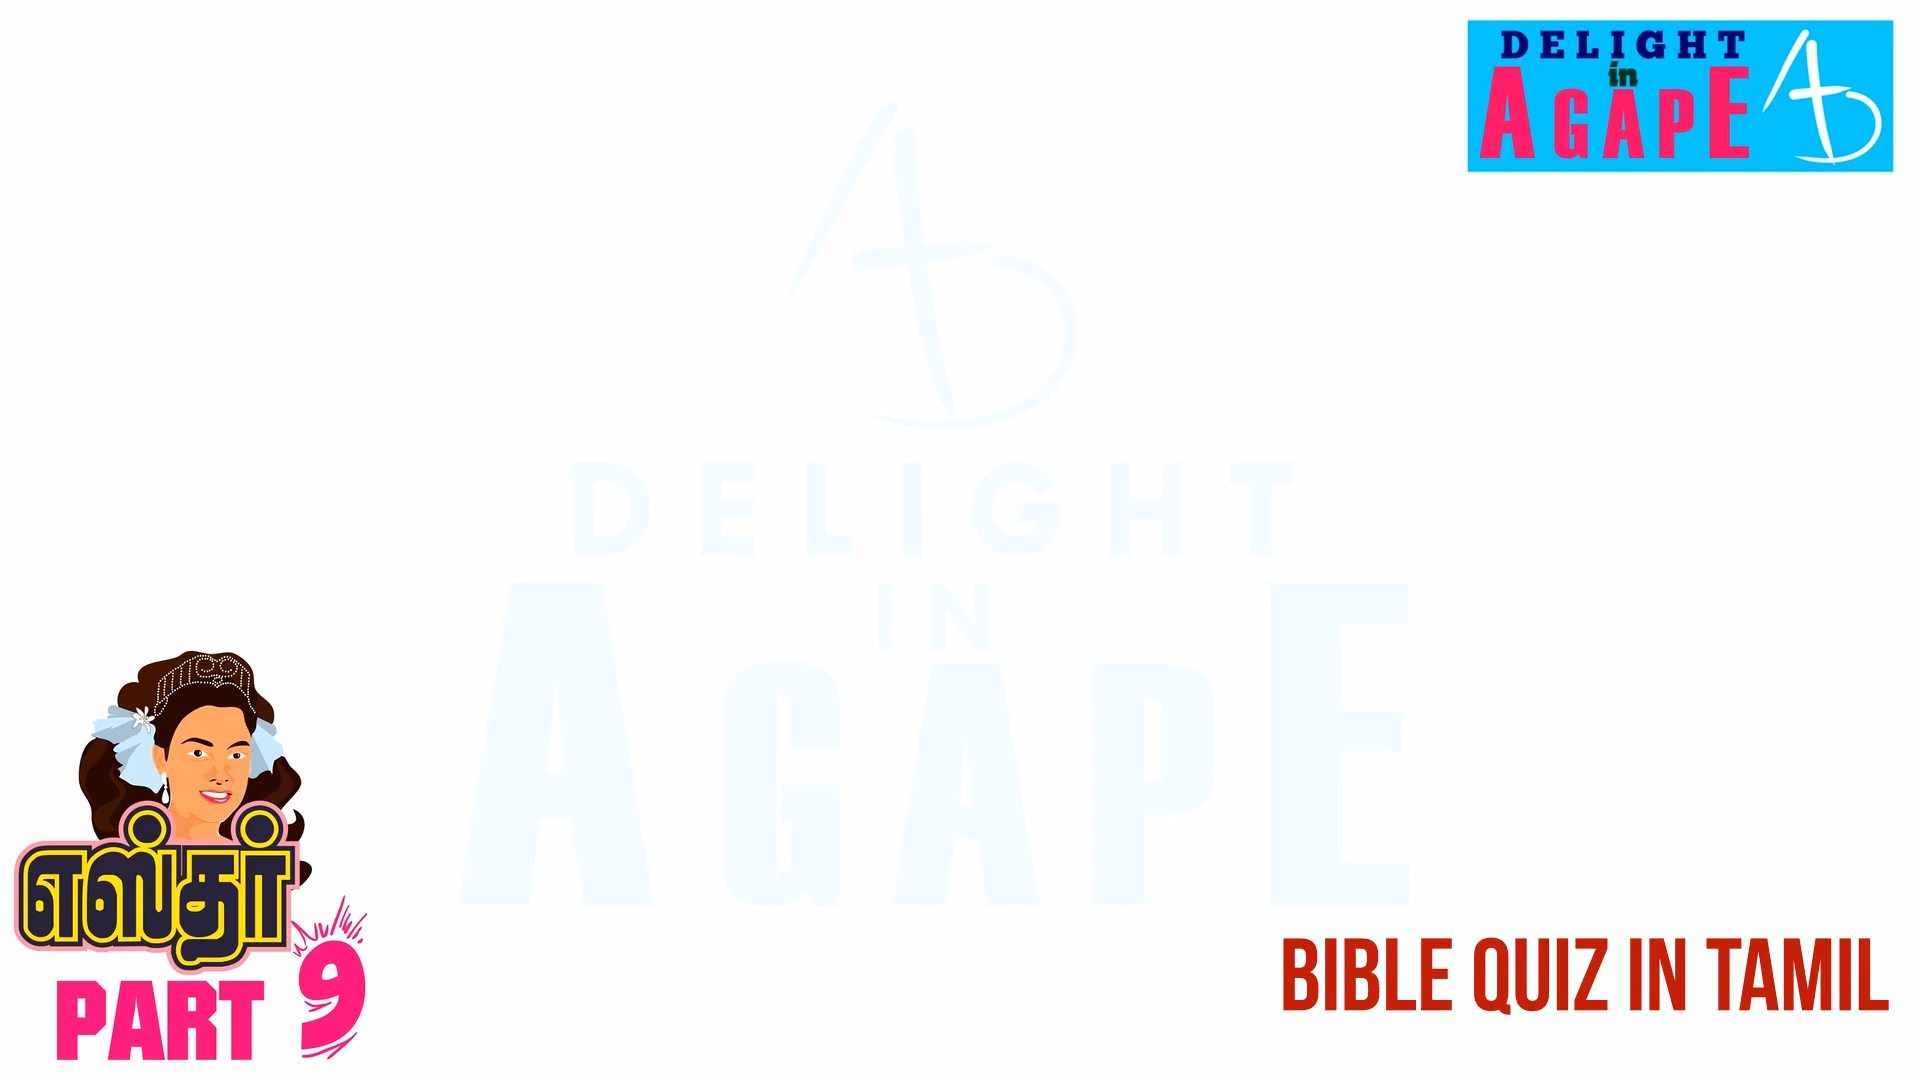 DELIGHT
in
AGAPE
DELIGHT
IN
AGAPE
எஸ்தர்
PART 9
BIBLE QUIZ IN TAMIL